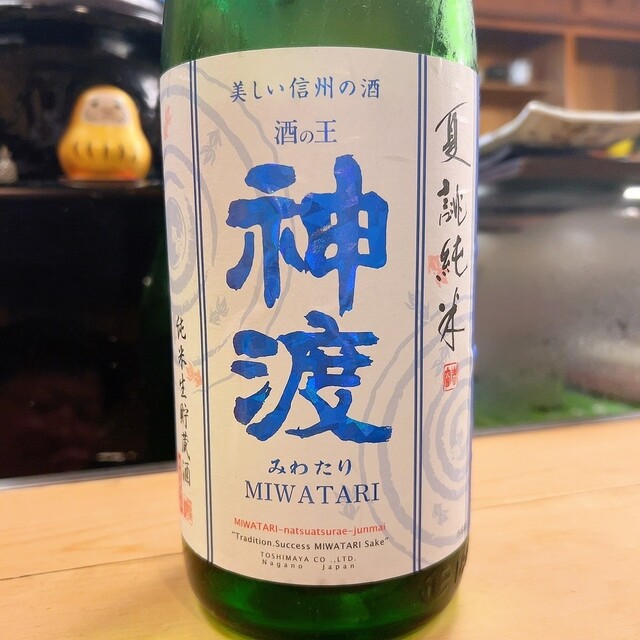 美しい信州の酒
酒の王
神渡
みわたり
MIWATARI
MIWATARI-natsuatsurae-junmai
"Tradition.Success MIWATARI Sake"
TOSHIMAYA CO .,LTD.
Nagano Japan
夏誂純米
純米生貯蔵酒